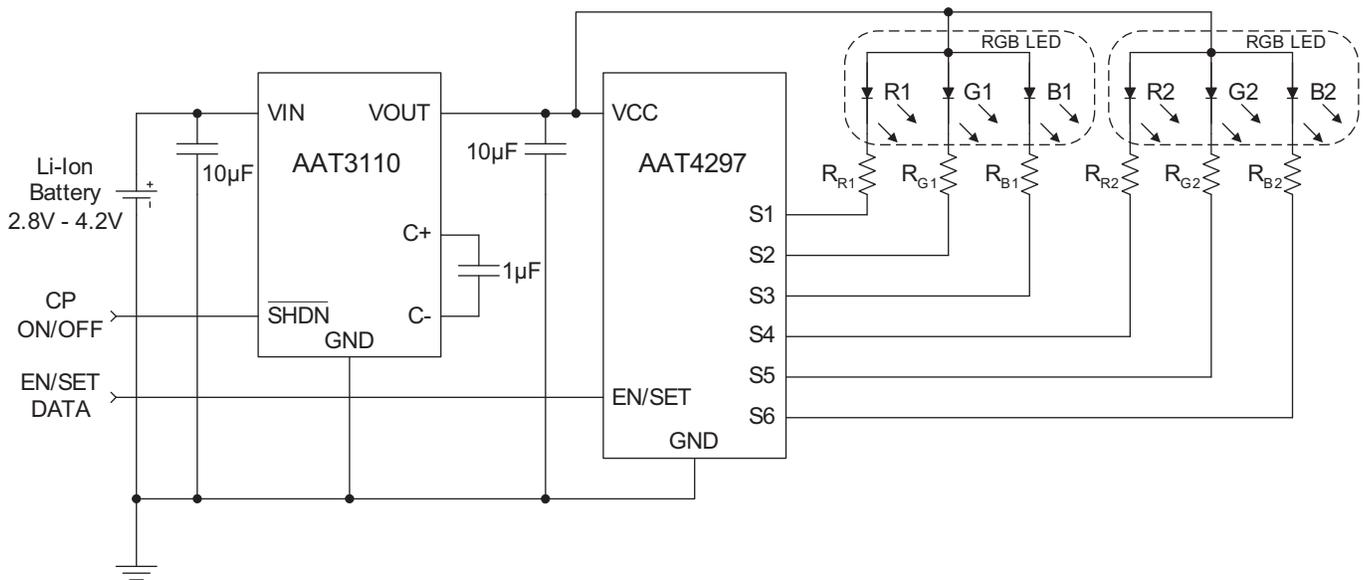 RGB LED
RGB LED
R1
G1
B1
R2
G2
B2
VIN
VOUT
VCC
10µF
AAT3110
10µF
AAT4297
Li-Ion
Battery
2.8V - 4.2V
+
-
RR1
RG1
RB1
RR2
RG2
RB2
S1
C+
S2
1µF
S3
CP
ON/OFF
SHDN
C-
GND
S4
S5
EN/SET
DATA
EN/SET
S6
GND